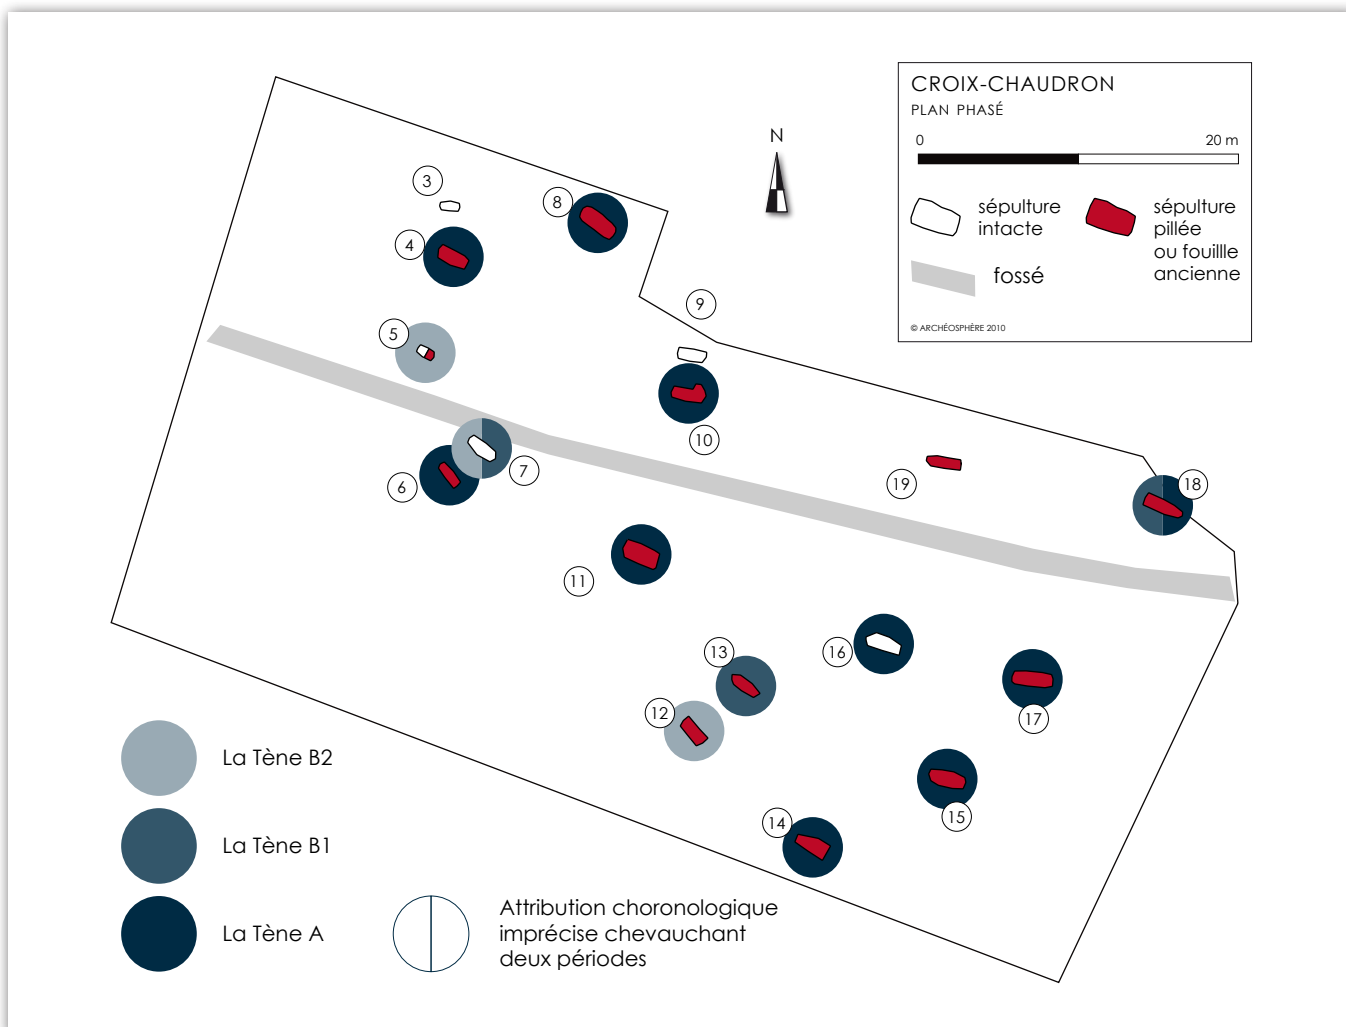 CROIX-CHAUDRON
PLAN PHASÉ
0 20 m
sépulture
intacte
sépulture
pillée
ou fouillle
ancienne
fossé
© ARCHÉOSPHÈRE 2010
N
3
8
4
9
5
10
7
6
19
18
11
13
16
12
17
14
15
La Tène B2
La Tène B1
La Tène A
Attribution choronologique
imprécise chevauchant
deux périodes